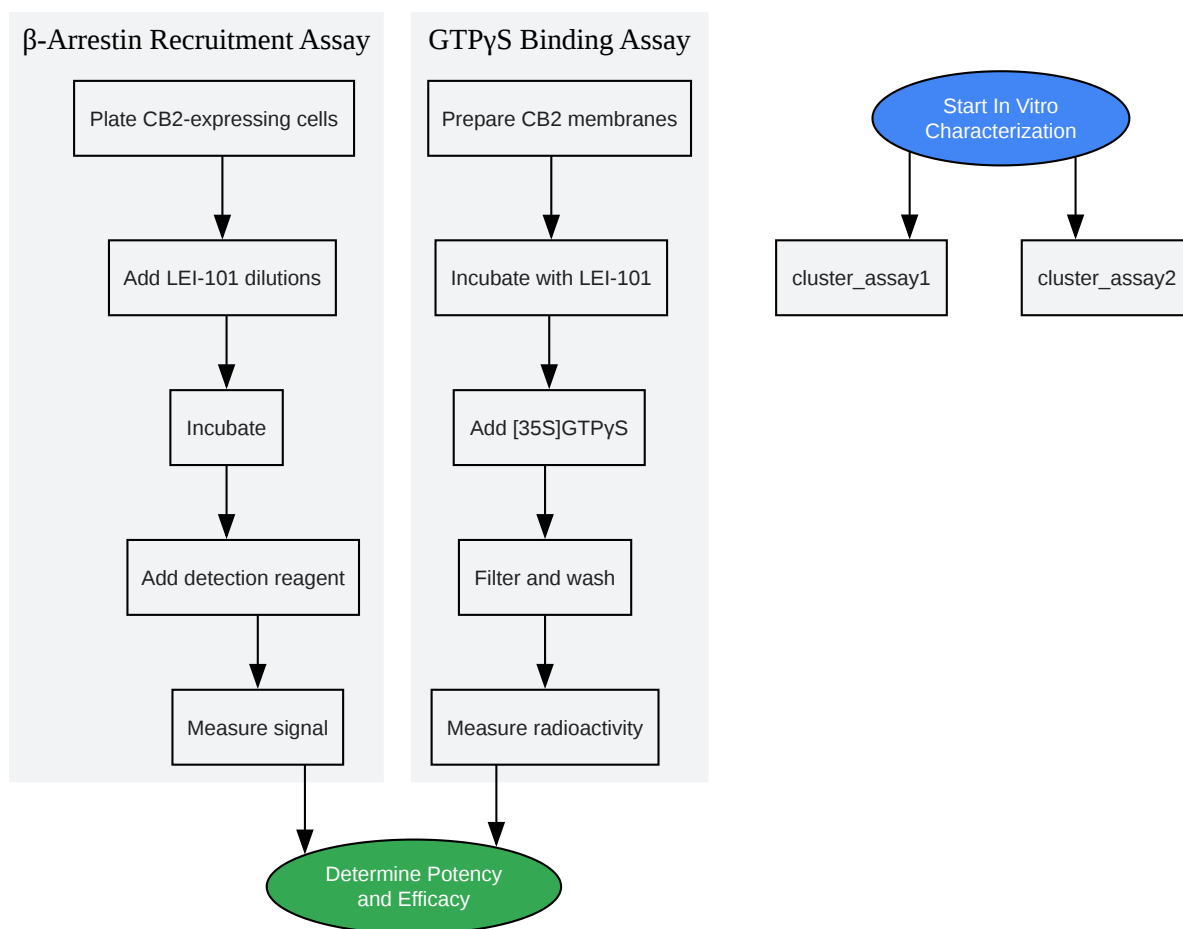 β-Arrestin Recruitment Assay
Plate CB2-expressing cells
Add LEI-101 dilutions
Incubate
Add detection reagent
Measure signal
GTPγS Binding Assay
Prepare CB2 membranes
Incubate with LEI-101
Add [35S]GTPγS
Filter and wash
Measure radioactivity
Determine Potency
and Efficacy
Start In Vitro
Characterization
cluster_assay1
cluster_assay2